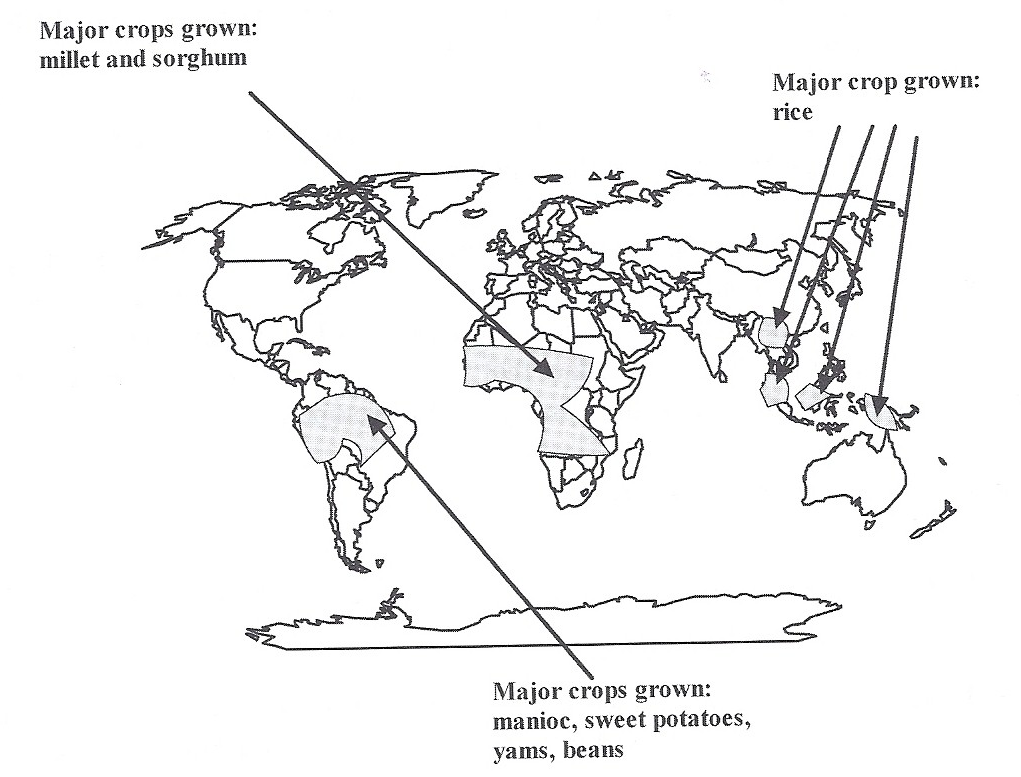 Major crops grown:
millet and sorghum
Major crop grown:
rice
Major crops grown:
manioc, sweet potatoes,
yams, beans